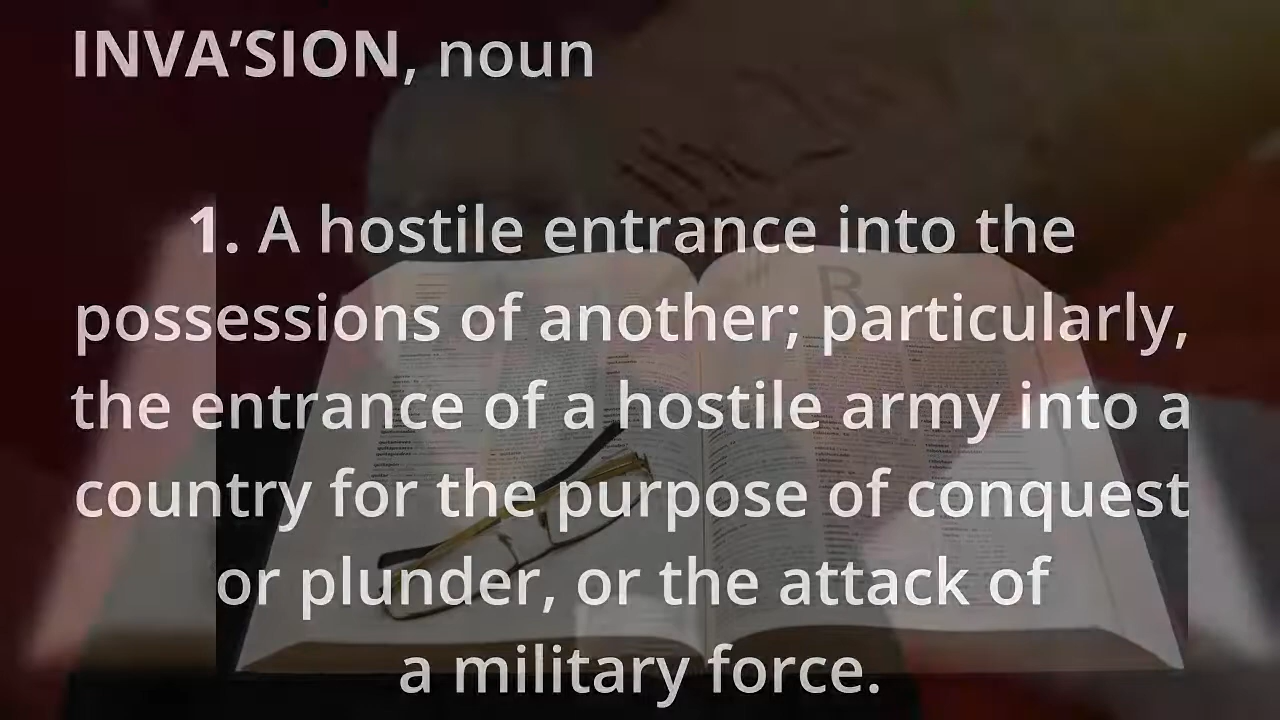 INVA’SION, noun
1. A hostile entrance into the
possessions of another; particularly,
the entrance of a hostile army into a
country for the purpose of conquest
or plunder, or the attack of
a military force.
R